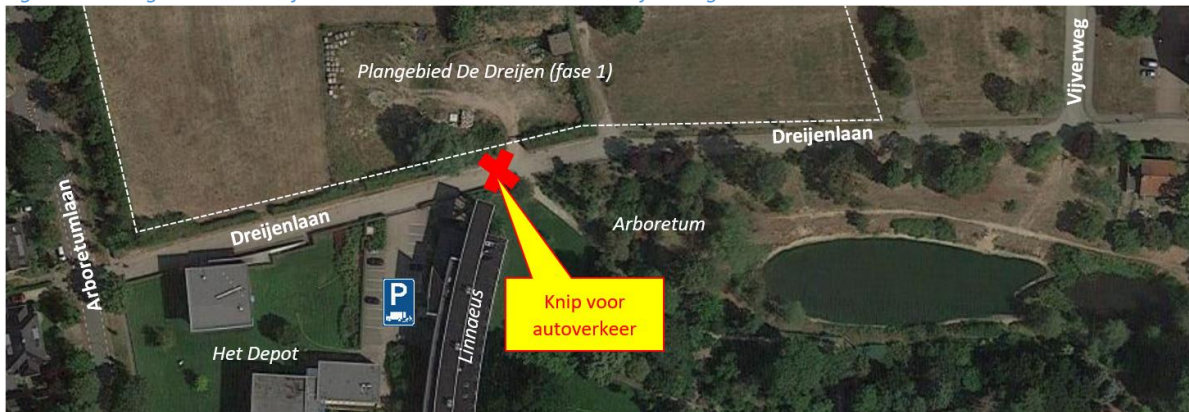 Plangebied De Dreijen (fase 1)
Vijverweg
Dreijenlaan
Arboretumlaan
Dreijenlaan
Arboretum
P
Linnaeus
Knip voor
autoverkeer
Het Depot